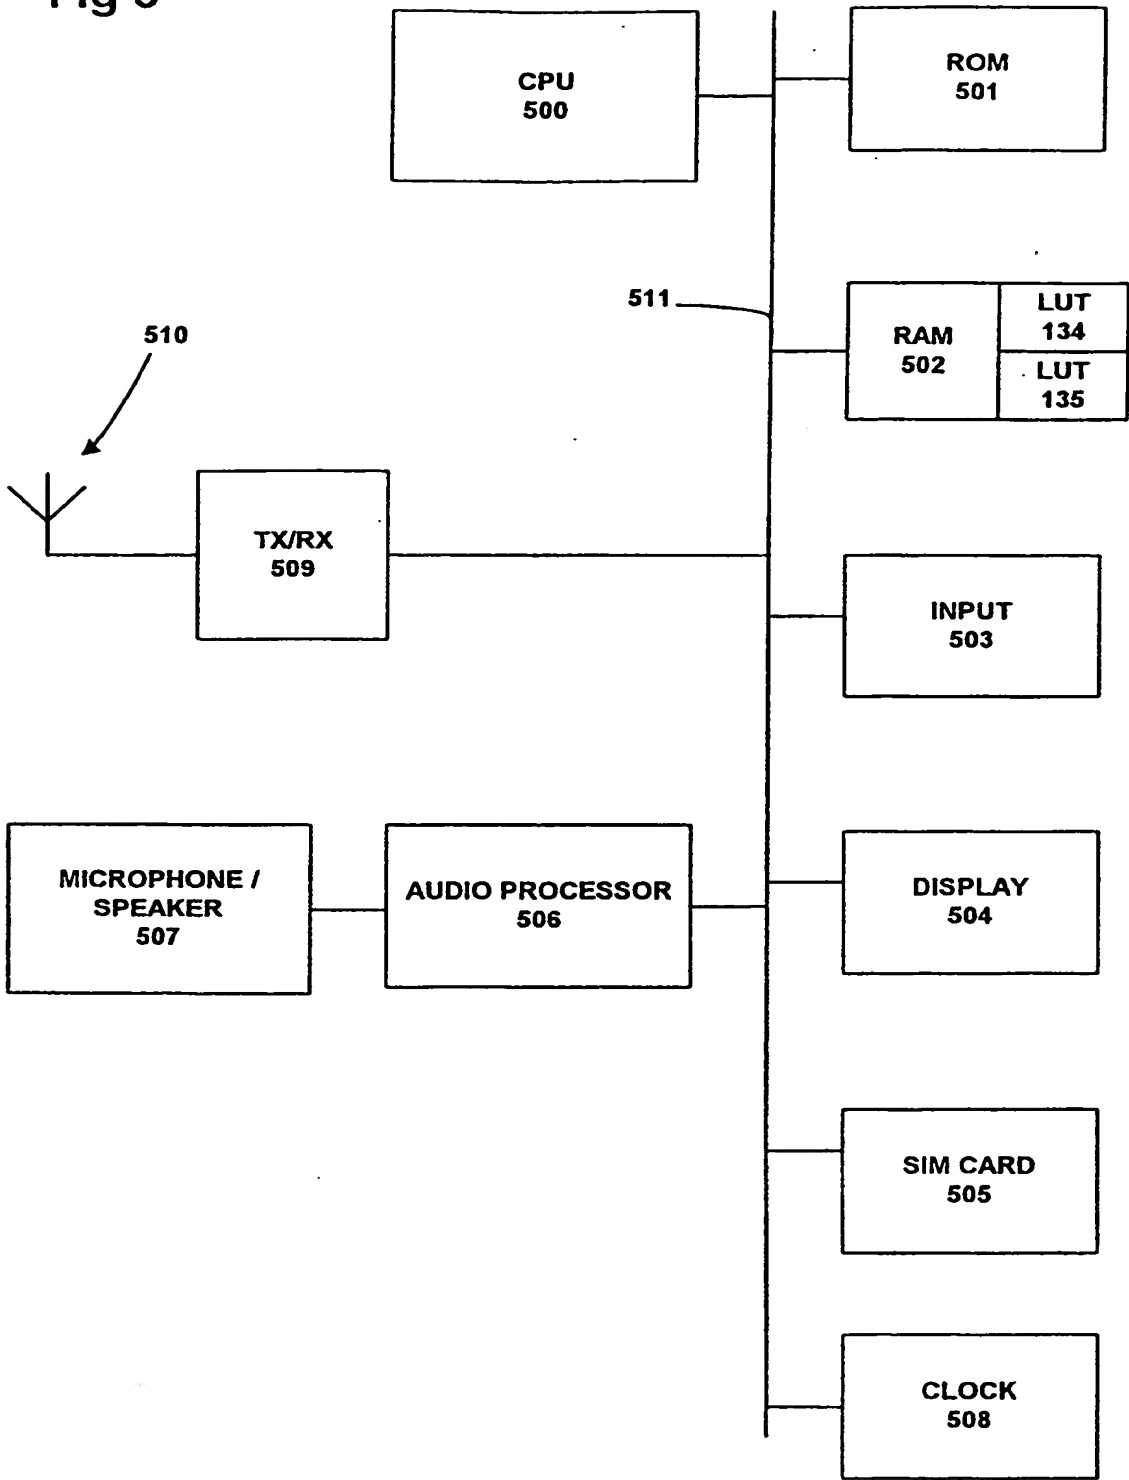 CPU
500
ROM
501
511
RAM
502
LUT
134
LUT
135
510
TX/RX
509
INPUT
503
MICROPHONE /
SPEAKER
507
AUDIO PROCESSOR
506
DISPLAY
504
SIM CARD
505
CLOCK
508